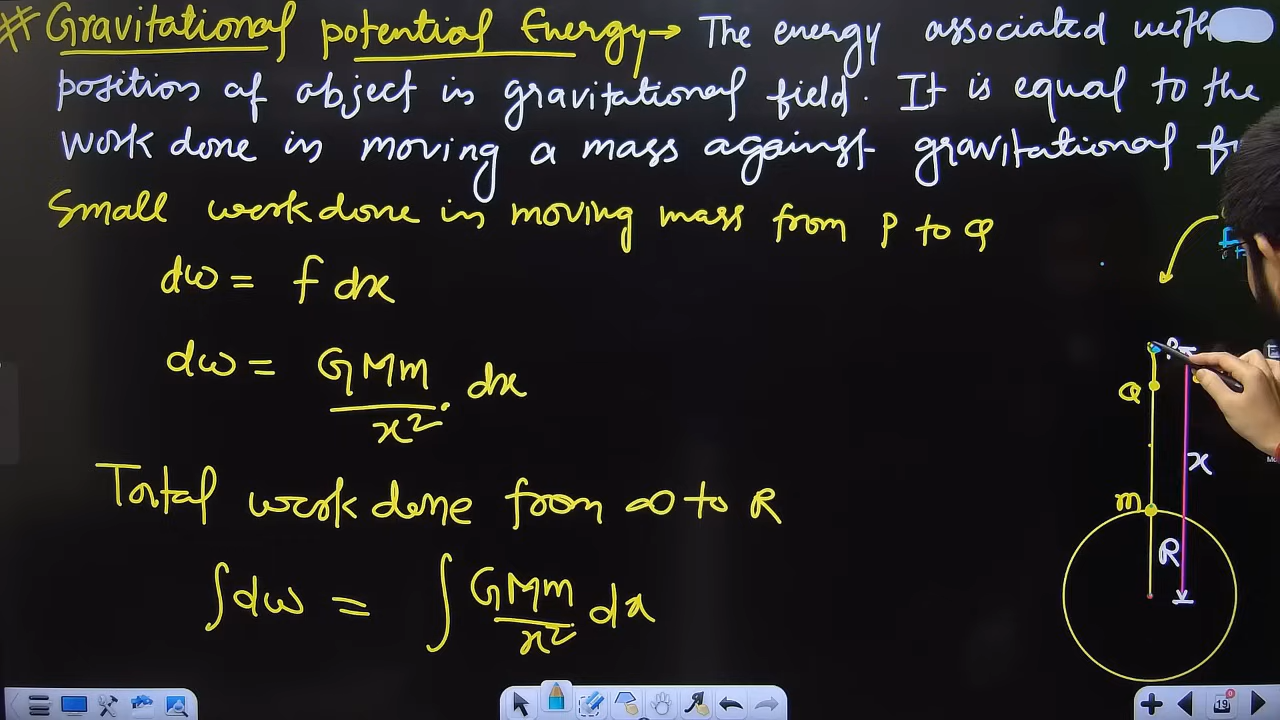 # Gravitational potential Energy → The energy associated with
position of object in gravitational field. It is equal to the
work done in moving a mass against gravitational
Small work done in moving mass from P to Q
dw = f dx
dw = GMm/x² . dx
Total work done from ∞ to R
∫dw = ∫ GMm/x² dx
P
Q
x
m
R
19